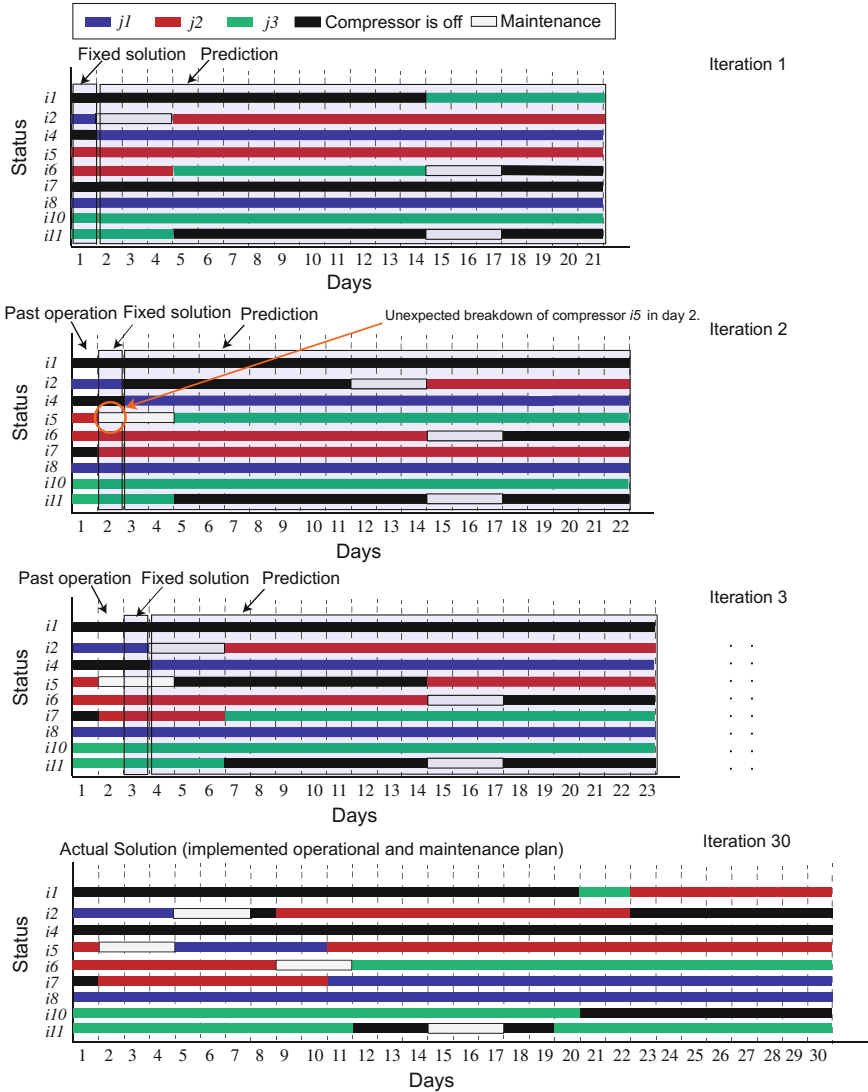 j1 j2 j3 Compressor is off Maintenance
Fixed solution Prediction
Iteration 1
Status
i1
i2
i4
i5
i6
i7
i8
i10
i11
1 2 3 4 5 6 7 8 9 10 11 12 13 14 15 16 17 18 19 20 21
Days
Past operation Fixed solution Prediction
Unexpected breakdown of compressor i5 in day 2.
Iteration 2
Status
i1
i2
i4
i5
i6
i7
i8
i10
i11
1 2 3 4 5 6 7 8 9 10 11 12 13 14 15 16 17 18 19 20 21 22
Days
Past operation Fixed solution Prediction
Iteration 3
Status
i1
i2
i4
i5
i6
i7
i8
i10
i11
1 2 3 4 5 6 7 8 9 10 11 12 13 14 15 16 17 18 19 20 21 22 23
Days
Iteration 30
Actual Solution (implemented operational and maintenance plan)
Status
i1
i2
i4
i5
i6
i7
i8
i10
i11
1 2 3 4 5 6 7 8 9 10 11 12 13 14 15 16 17 18 19 20 21 22 23 24 25 26 27 28 29 30
Days